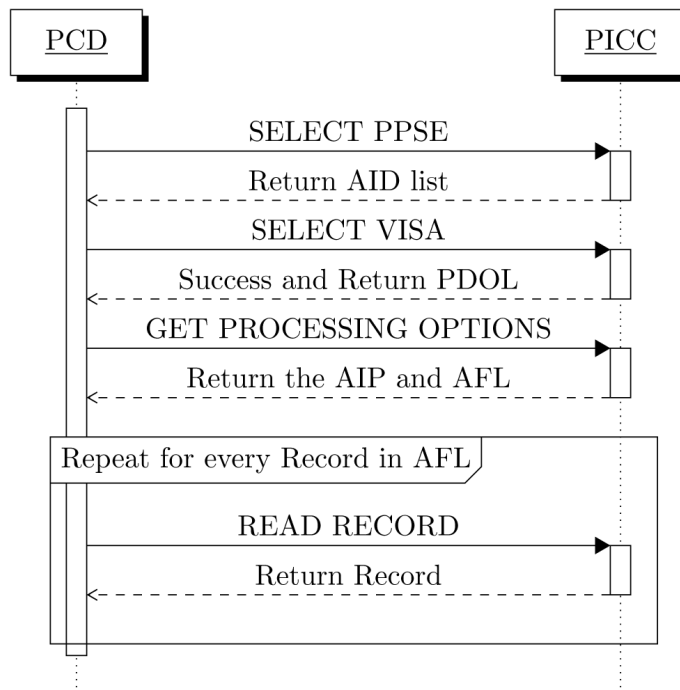 PCD
PICC
SELECT PPSE
Return AID list
SELECT VISA
Success and Return PDOL
GET PROCESSING OPTIONS
Return the AIP and AFL
Repeat for every Record in AFL
READ RECORD
Return Record